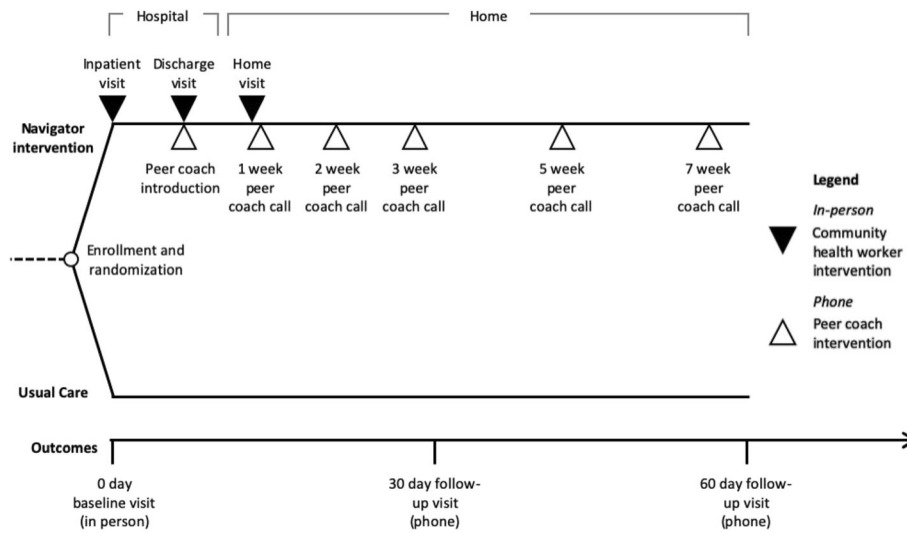 Hospital
Home
Inpatient
visit
Discharge
visit
Home
visit
Navigator
intervention
Peer coach
introduction
1 week
peer
coach call
2 week
peer
coach call
3 week
peer
coach call
5 week
peer
coach call
7 week
peer
coach call
Legend
In-person
Community
health worker
intervention
Phone
Peer coach
intervention
Enrollment and
randomization
Usual Care
Outcomes
0 day
baseline visit
(in person)
30 day follow-
up visit
(phone)
60 day follow-
up visit
(phone)